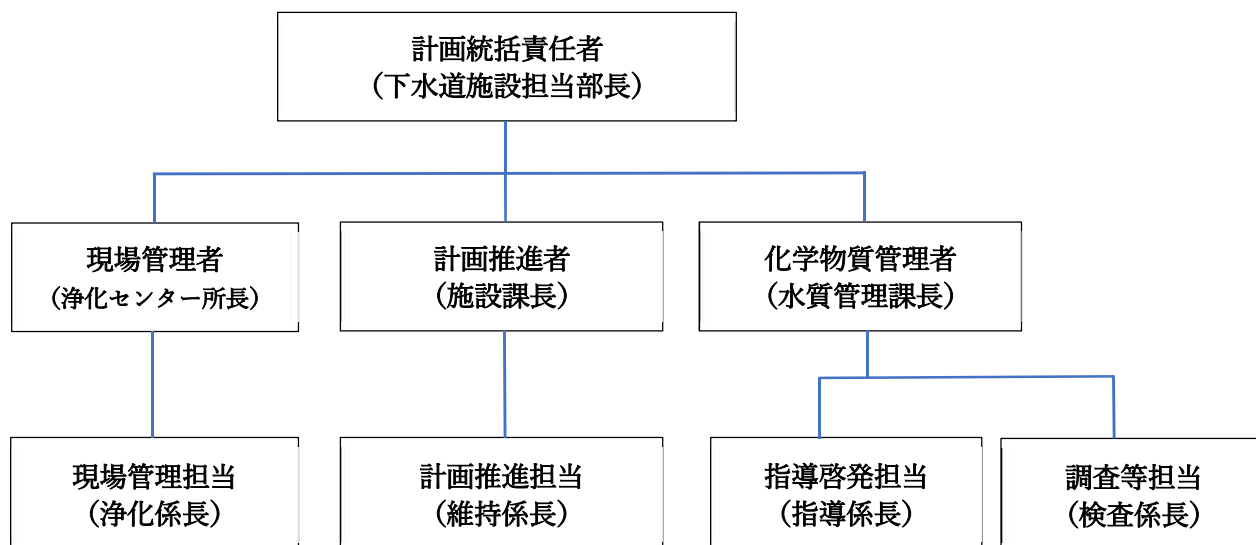 計画統括責任者
(下水道施設担当部長)
現場管理者
(浄化センター所長)
計画推進者
(施設課長)
化学物質管理者
(水質管理課長)
現場管理担当
(浄化係長)
計画推進担当
(維持係長)
指導啓発担当
(指導係長)
調査等担当
(検査係長)